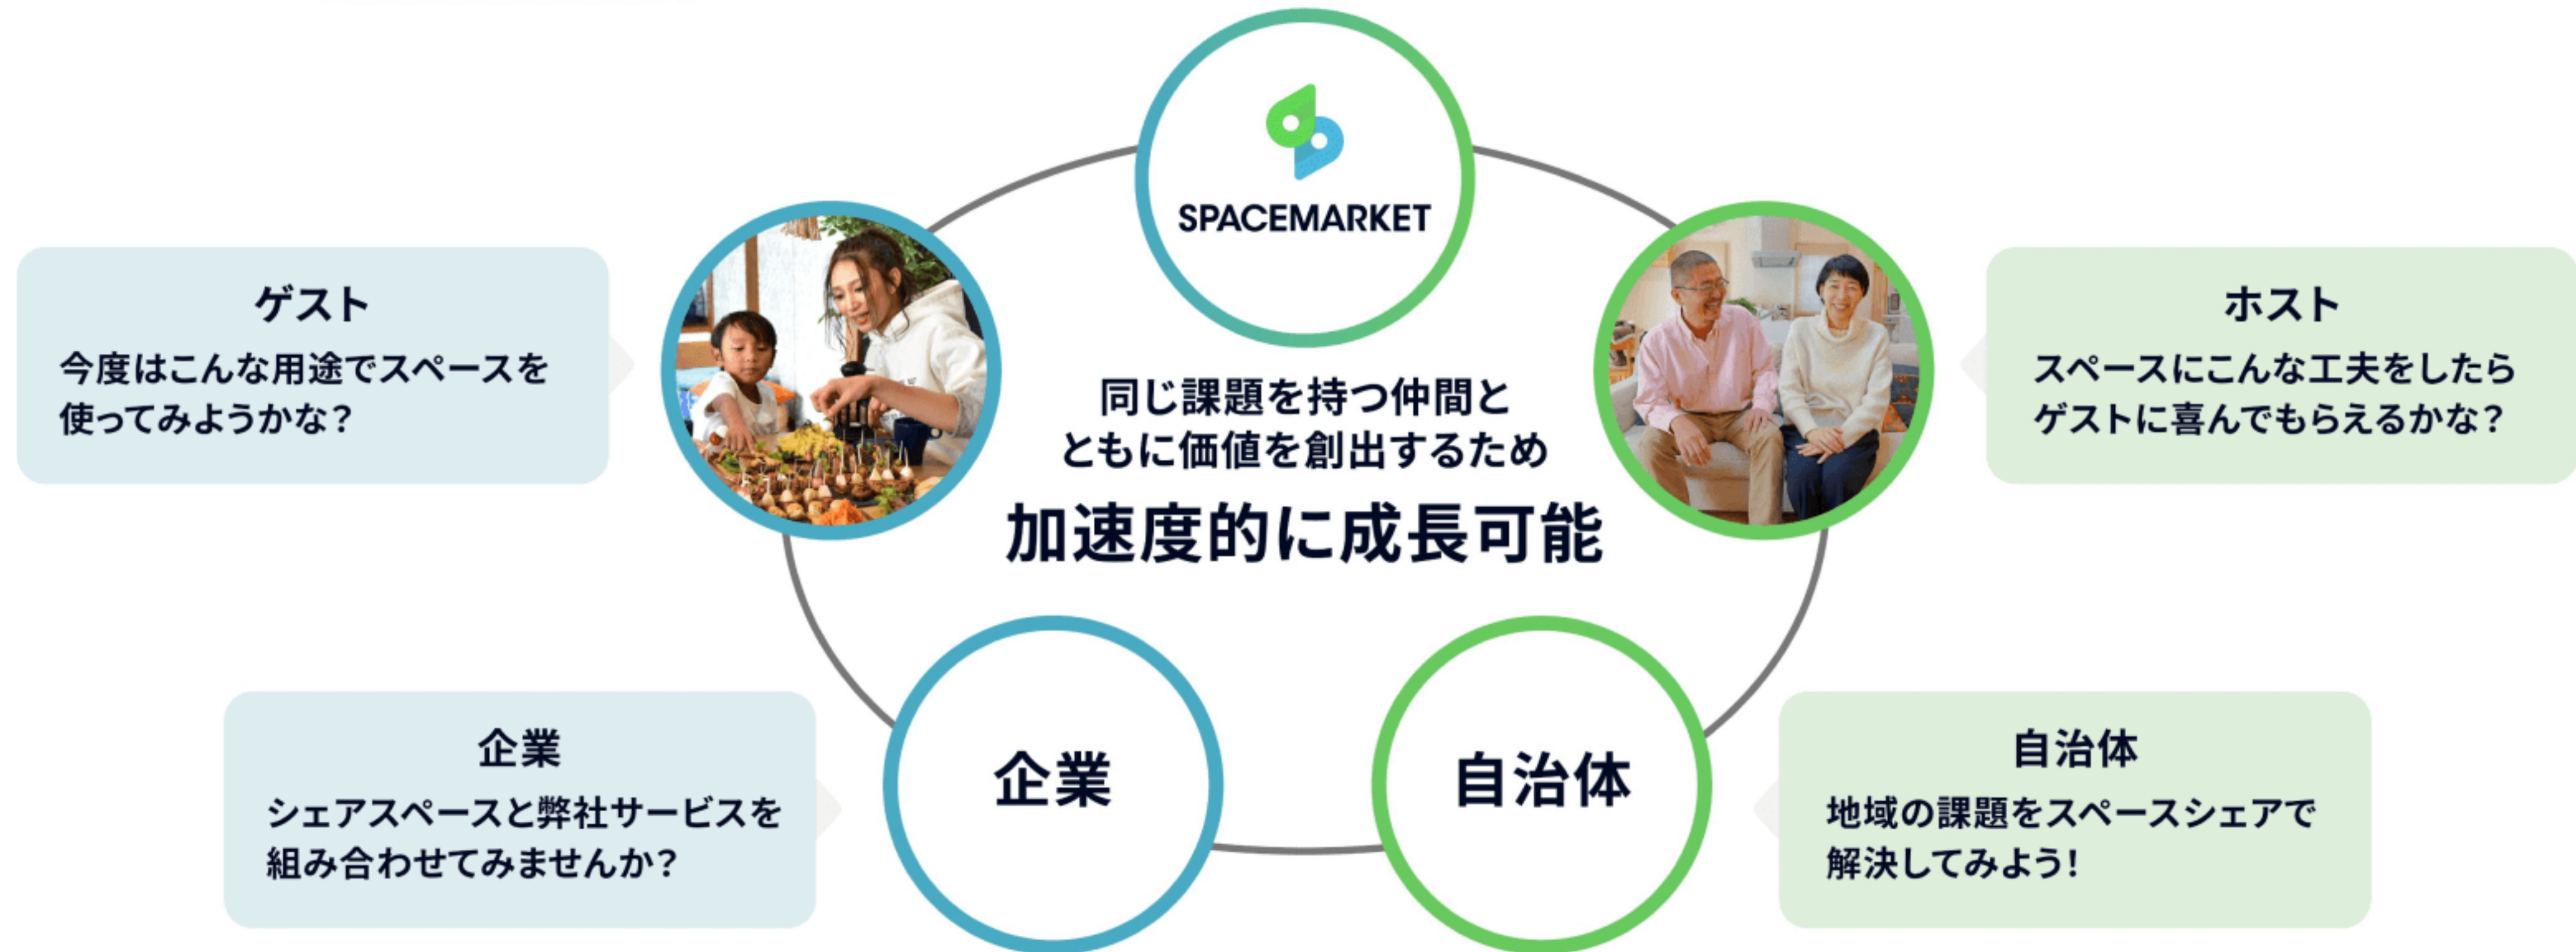 SPACEMARKET
ゲスト
今度はこんな用途でスペースを
使ってみようかな？
ホスト
スペースにこんな工夫をしたら
ゲストに喜んでもらえるかな？
同じ課題を持つ仲間と
ともに価値を創出するため
加速度的に成長可能
企業
シェアスペースと弊社サービスを
組み合わせてみませんか？
企業
自治体
自治体
地域の課題をスペースシェアで
解決してみよう！